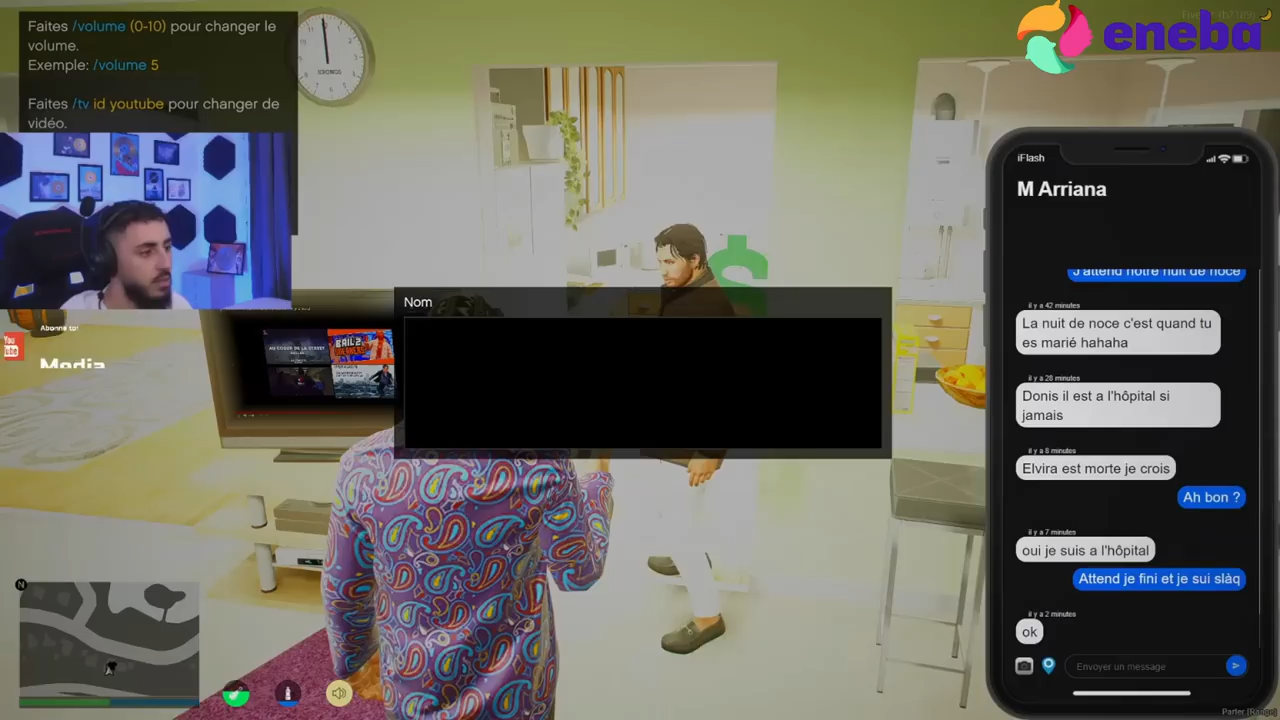 Faites /volume (0-10) pour changer le
volume.
Exemple: /volume 5
Faites /tv id youtube pour changer de
vidéo.
eneba
Abonne toi
You
Tube
Media
Nom
iFlash
M Arriana
J'attend notre nuit de noce
il y a 42 minutes
La nuit de noce c'est quand tu
es marié hahaha
il y a 28 minutes
Donis il est a l'hôpital si
jamais
il y a 8 minutes
Elvira est morte je crois
Ah bon ?
il y a 7 minutes
oui je suis a l'hôpital
Attend je fini et je sui slàq
il y a 2 minutes
ok
Envoyer un message
N